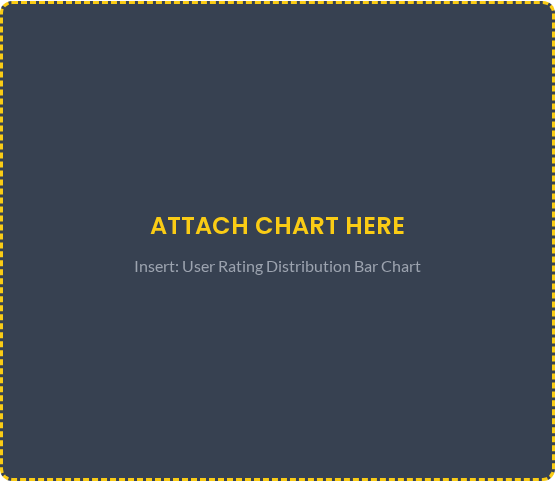 ATTACH CHART HERE
Insert: User Rating Distribution Bar Chart